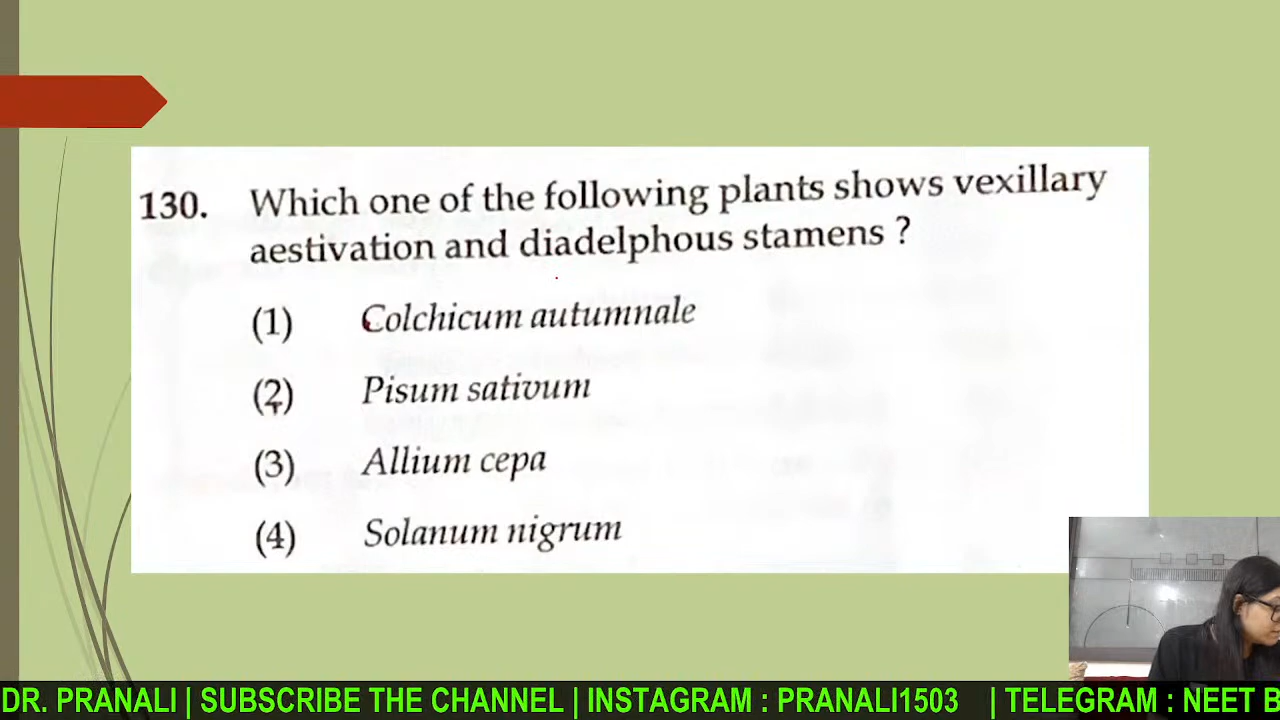 130. Which one of the following plants shows vexillary
aestivation and diadelphous stamens ?
(1) Colchicum autumnale
(2) Pisum sativum
(3) Allium cepa
(4) Solanum nigrum
DR. PRANALI | SUBSCRIBE THE CHANNEL | INSTAGRAM : PRANALI1503 | TELEGRAM : NEET B